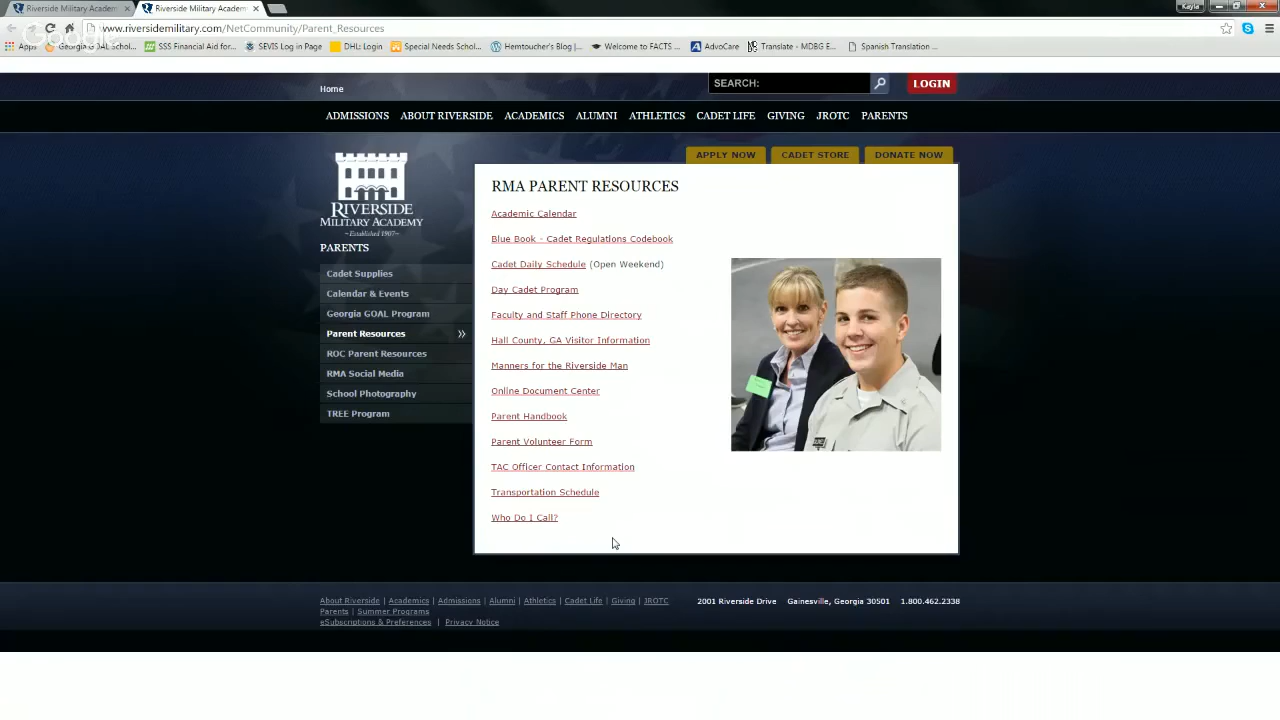 Riverside Military Academ
Riverside Military Academ
Kayla
www.riversidemilitary.com/NetCommunity/Parent_Resources
Google
Apps
Georgia GOAL Schol...
SSS Financial Aid for...
SEVIS Log in Page
DHL: Login
Special Needs Schol...
Hemtoucher's Blog |...
Welcome to FACTS ...
AdvoCare
Translate - MDBG E...
Spanish Translation ...
Home
SEARCH:
LOGIN
ADMISSIONS ABOUT RIVERSIDE ACADEMICS ALUMNI ATHLETICS CADET LIFE GIVING JROTC PARENTS
APPLY NOW CADET STORE DONATE NOW
RIVERSIDE
MILITARY ACADEMY
~Established 1907~
PARENTS
Cadet Supplies
Calendar & Events
Georgia GOAL Program
Parent Resources »
ROC Parent Resources
RMA Social Media
School Photography
TREE Program
RMA PARENT RESOURCES
Academic Calendar
Blue Book - Cadet Regulations Codebook
Cadet Daily Schedule (Open Weekend)
Day Cadet Program
Faculty and Staff Phone Directory
Hall County, GA Visitor Information
Manners for the Riverside Man
Online Document Center
Parent Handbook
Parent Volunteer Form
TAC Officer Contact Information
Transportation Schedule
Who Do I Call?
About Riverside | Academics | Admissions | Alumni | Athletics | Cadet Life | Giving | JROTC
Parents | Summer Programs
eSubscriptions & Preferences | Privacy Notice
2001 Riverside Drive Gainesville, Georgia 30501 1.800.462.2338